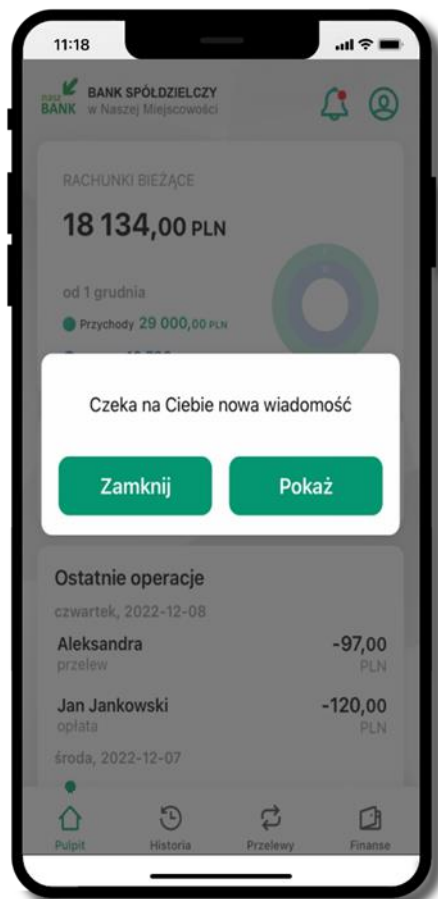 11:18
nasz BANK
BANK SPÓŁDZIELCZY
w Naszej Miejscowości
RACHUNKI BIEŻĄCE
18 134,00 PLN
od 1 grudnia
Przychody 29 000,00 PLN
Czeka na Ciebie nowa wiadomość
Zamknij Pokaż
Ostatnie operacje
czwartek, 2022-12-08
Aleksandra -97,00
przelew PLN
Jan Jankowski -120,00
opłata PLN
środa, 2022-12-07
Pulpit Historia Przelewy Finanse